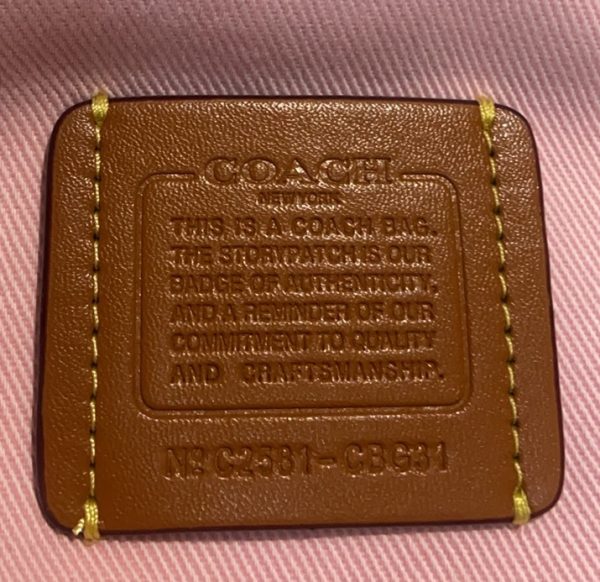 COACH
NEW YORK
THIS IS A COACH BAG.
THE STORYPATCH IS OUR
BADGE OF AUTHENTICITY,
AND A REMINDER OF OUR
COMMITMENT TO QUALITY
AND CRAFTSMANSHIP.
Nº C2581-CBG31